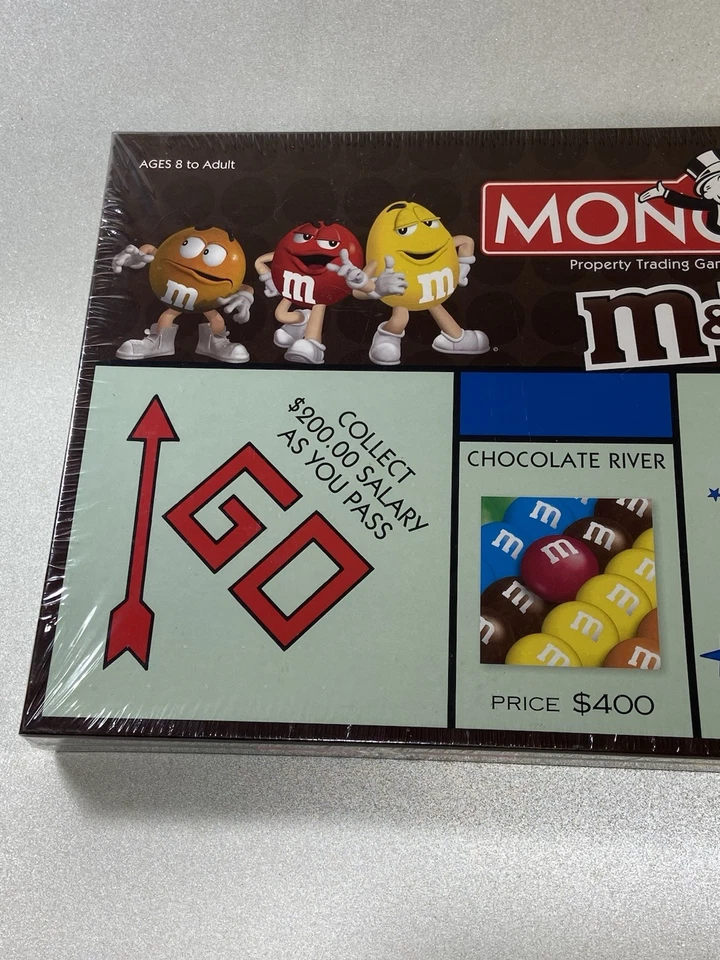 AGES 8 to Adult
m
m
m
MONO
Property Trading Gam
m&
COLLECT
$200.00 SALARY
AS YOU PASS
GO
CHOCOLATE RIVER
m
m
m
m
m
m
m
m
m
m
m
m
PRICE $400